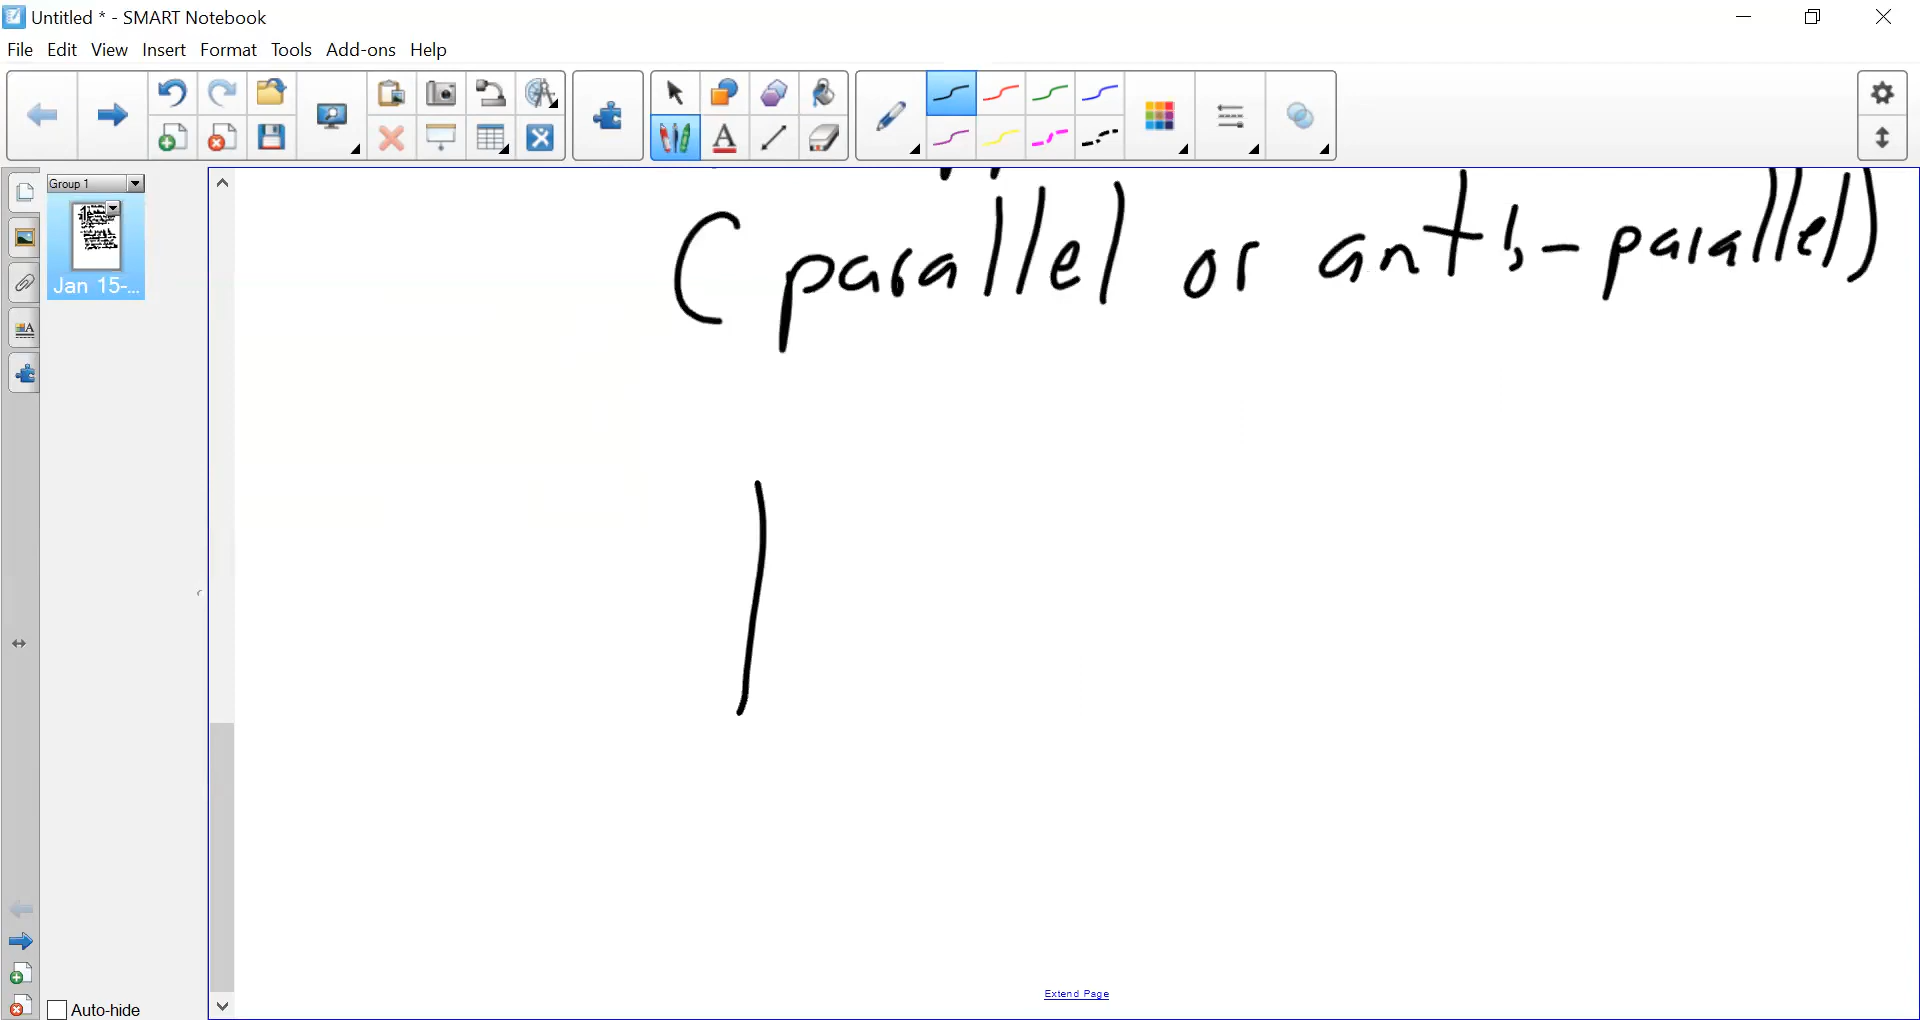 Untitled * - SMART Notebook
File Edit View Insert Format Tools Add-ons Help
Group 1
Jan 15-...
( parallel or anti-parallel)
Extend Page
Auto-hide